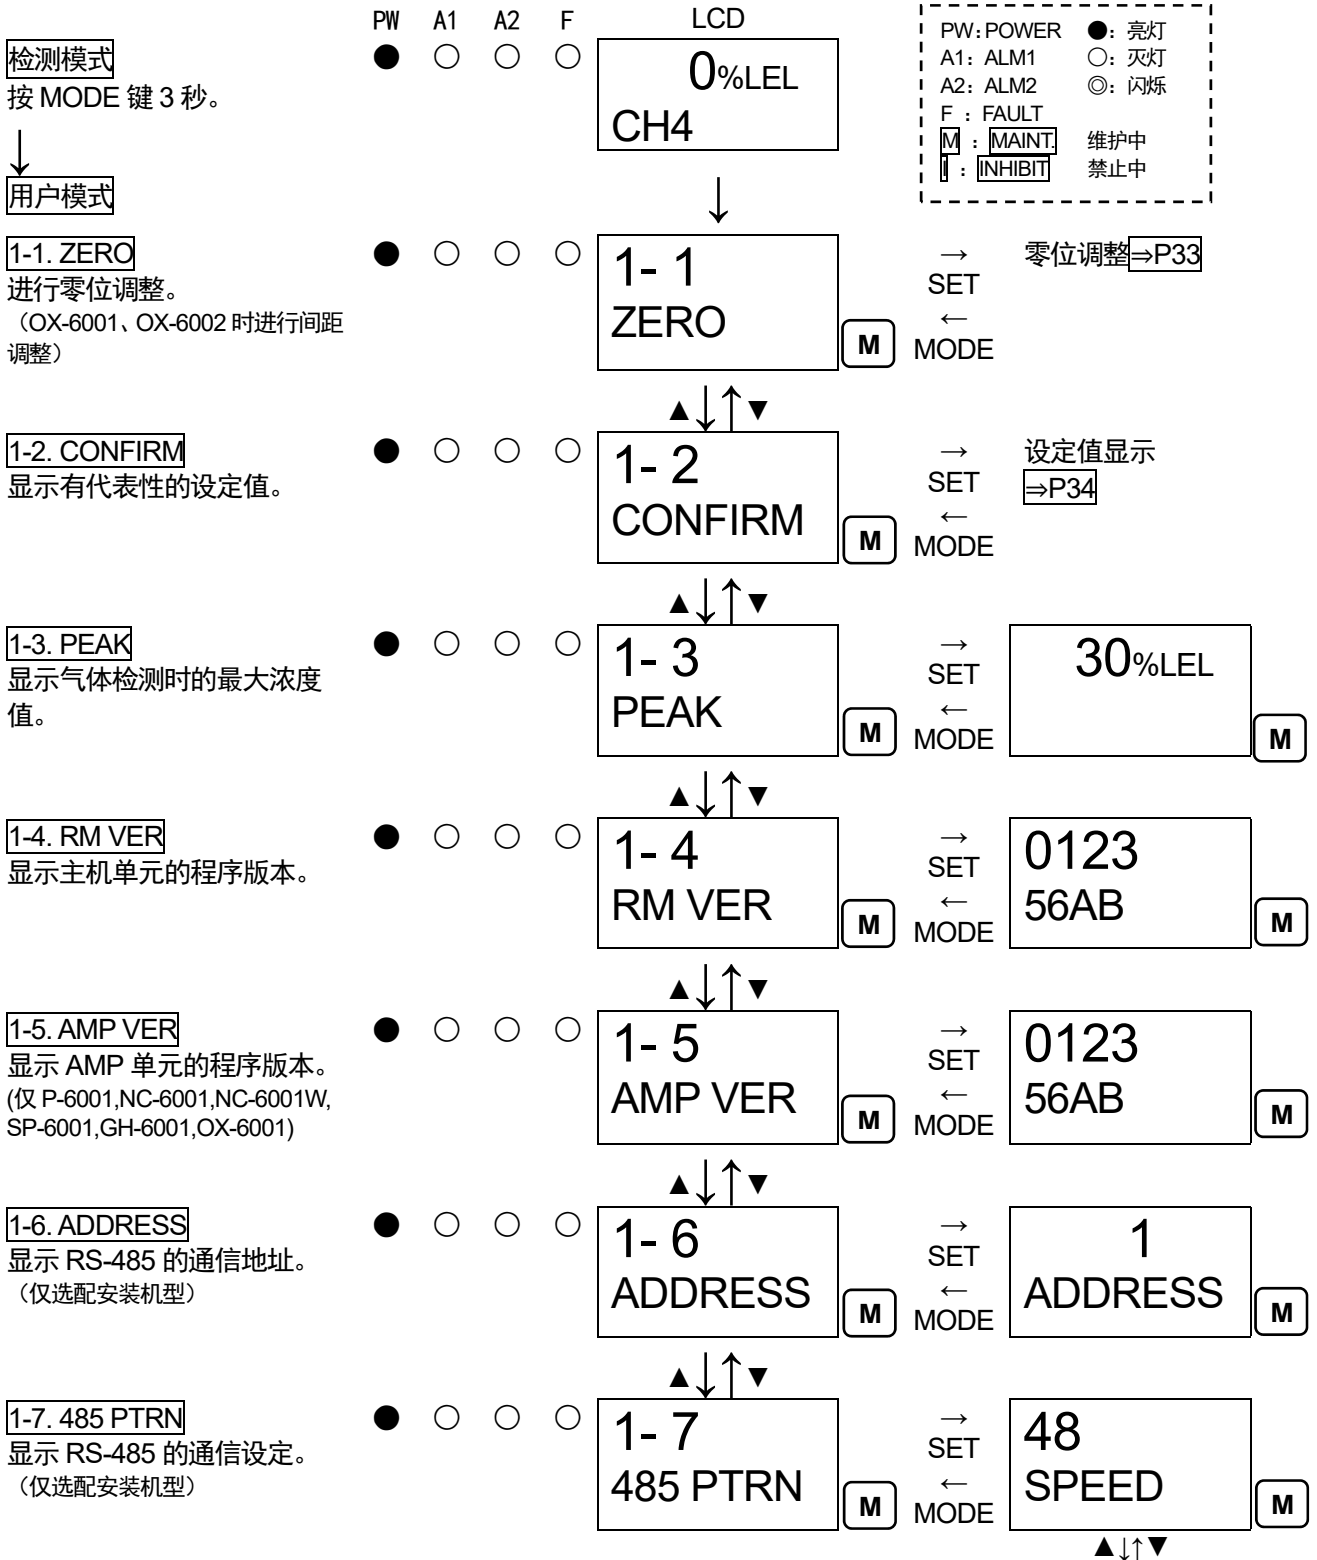 PW A1 A2 F LCD
检测模式 ● ○ ○ ○ 0%LEL
按 MODE 键 3 秒。 CH4
↓
用户模式
PW:POWER ●：亮灯
A1：ALM1 ○：灭灯
A2：ALM2 ◎：闪烁
F ：FAULT
M ：MAINT. 维护中
I ：INHIBIT 禁止中
↓
1-1. ZERO ● ○ ○ ○ 1- 1 → 零位调整⇒P33
进行零位调整。 ZERO SET
（OX-6001、OX-6002 时进行间距 M ←
调整） MODE
▲↓↑▼
1-2. CONFIRM ● ○ ○ ○ 1- 2 → 设定值显示
显示有代表性的设定值。 CONFIRM SET ⇒P34
M ←
MODE
▲↓↑▼
1-3. PEAK ● ○ ○ ○ 1- 3 → 30%LEL
显示气体检测时的最大浓度 PEAK SET
值。 M ← M
MODE
▲↓↑▼
1-4. RM VER ● ○ ○ ○ 1- 4 → 0123
显示主机单元的程序版本。 RM VER SET 56AB
M ← M
MODE
▲↓↑▼
1-5. AMP VER ● ○ ○ ○ 1- 5 → 0123
显示 AMP 单元的程序版本。 AMP VER SET 56AB
(仅 P-6001,NC-6001,NC-6001W, M ← M
SP-6001,GH-6001,OX-6001) MODE
▲↓↑▼
1-6. ADDRESS ● ○ ○ ○ 1- 6 → 1
显示 RS-485 的通信地址。 ADDRESS SET ADDRESS
（仅选配安装机型） M ← M
MODE
▲↓↑▼
1-7. 485 PTRN ● ○ ○ ○ 1- 7 → 48
显示 RS-485 的通信设定。 485 PTRN SET SPEED
（仅选配安装机型） M ← M
MODE
▲↓↑▼